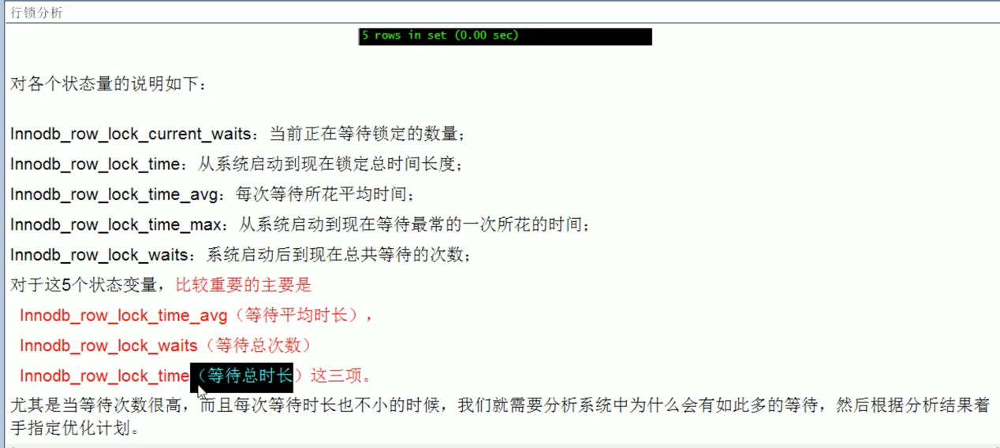 行锁分析
5 rows in set (0.00 sec)
对各个状态量的说明如下：
Innodb_row_lock_current_waits：当前正在等待锁定的数量；
Innodb_row_lock_time：从系统启动到现在锁定总时间长度；
Innodb_row_lock_time_avg：每次等待所花平均时间；
Innodb_row_lock_time_max：从系统启动到现在等待最常的一次所花的时间；
Innodb_row_lock_waits：系统启动后到现在总共等待的次数；
对于这5个状态变量，比较重要的主要是
Innodb_row_lock_time_avg（等待平均时长），
Innodb_row_lock_waits（等待总次数）
Innodb_row_lock_time（等待总时长）这三项。
尤其是当等待次数很高，而且每次等待时长也不小的时候，我们就需要分析系统中为什么会有如此多的等待，然后根据分析结果着
手指定优化计划。